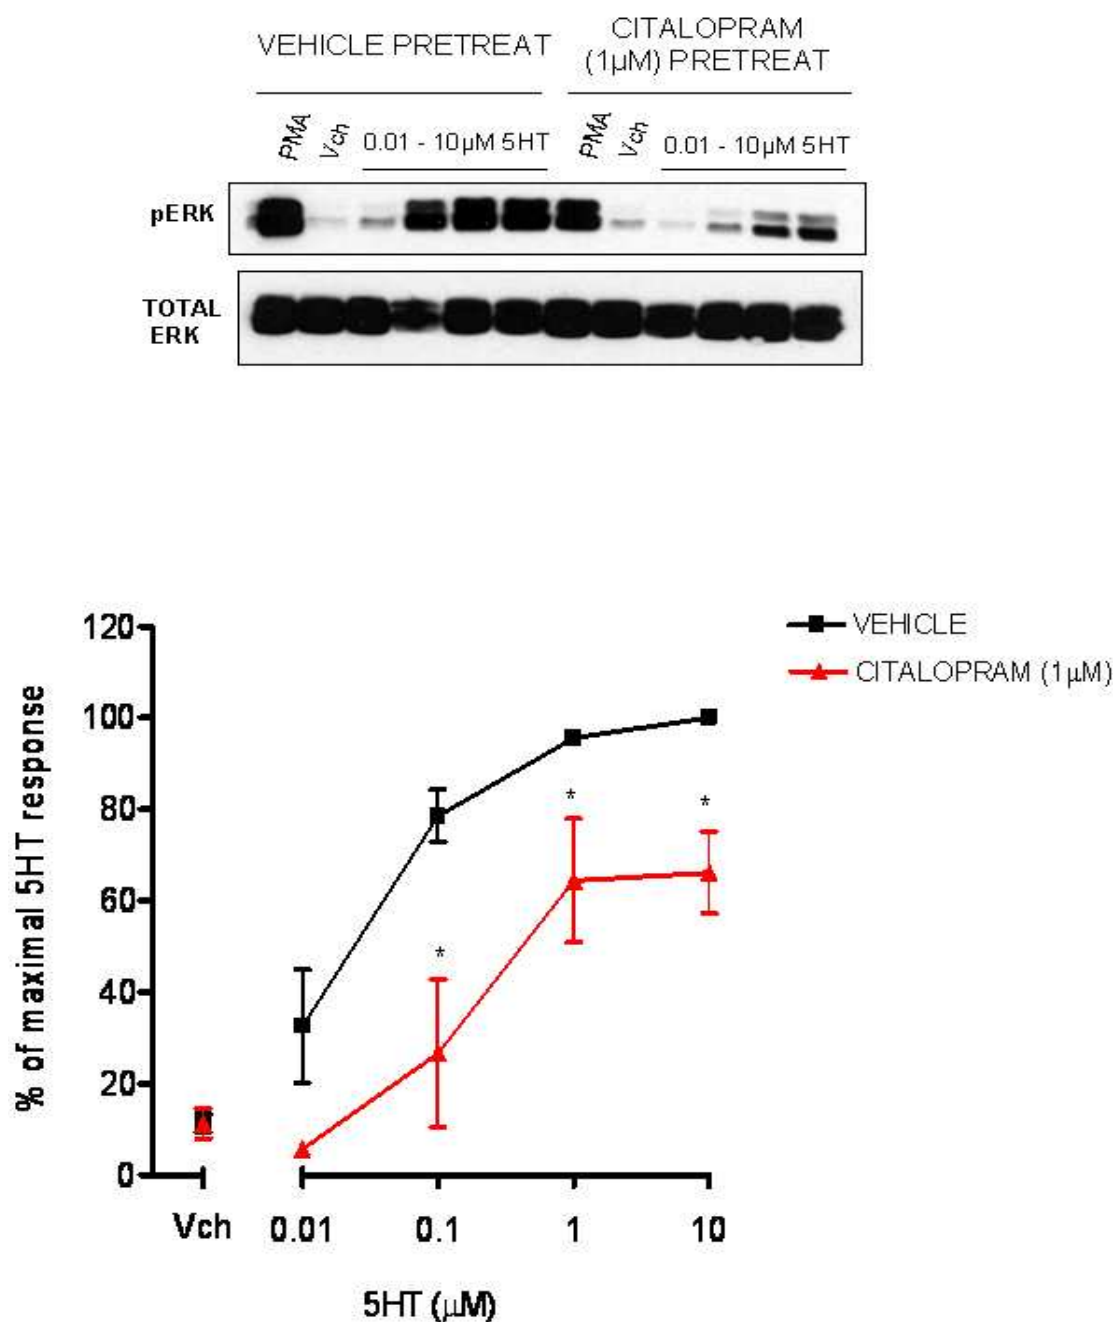 VEHICLE PRETREAT
CITALOPRAM
(1µM) PRETREAT
PMA
Vch
0.01 - 10µM 5HT
PMA
Vch
0.01 - 10µM 5HT
pERK
TOTAL
ERK
120
100
80
60
40
20
0
% of maximal 5HT response
VEHICLE
CITALOPRAM (1µM)
*
*
*
Vch
0.01
0.1
1
10
5HT (µM)